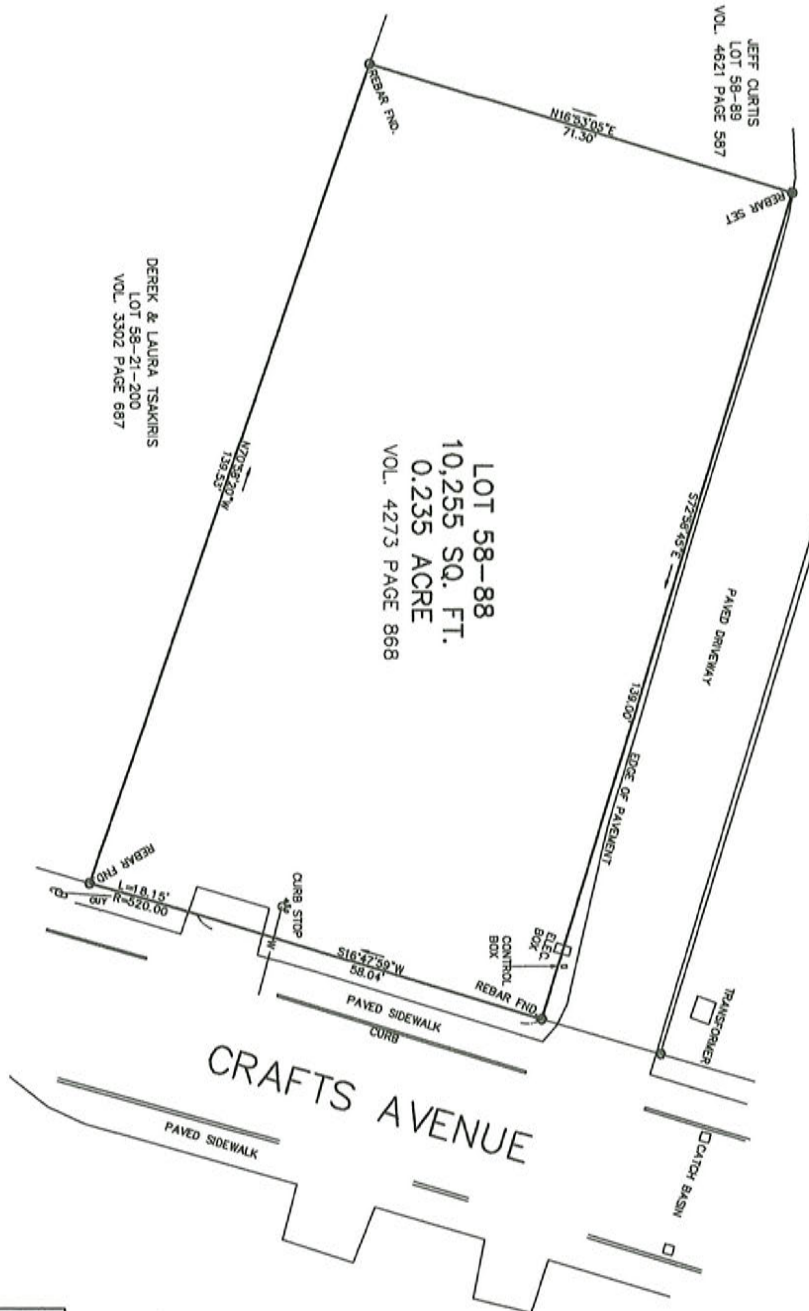 JEFF CURTIS
LOT 58-89
VOL. 4621 PAGE 587
N16°53'05"E
71.30'
REBAR FND.
REBAR SET
S72°58'45"E
139.00'
PAVED DRIVEWAY
EDGE OF PAVEMENT
LOT 58-88
10,255 SQ. FT.
0.235 ACRE
VOL. 4273 PAGE 868
DEREK & LAURA TSAKIRIS
LOT 58-21-200
VOL. 3302 PAGE 687
N70°58'20"W
139.53'
REBAR FND
L=18.15'
R=520.00
GUY
CURB STOP
W
S16°47'59"W
58.04'
ELEC.
BOX
CONTROL
BOX
REBAR FND.
TRANSFORMER
PAVED SIDEWALK
CURB
CRAFTS AVENUE
PAVED SIDEWALK
CATCH BASIN